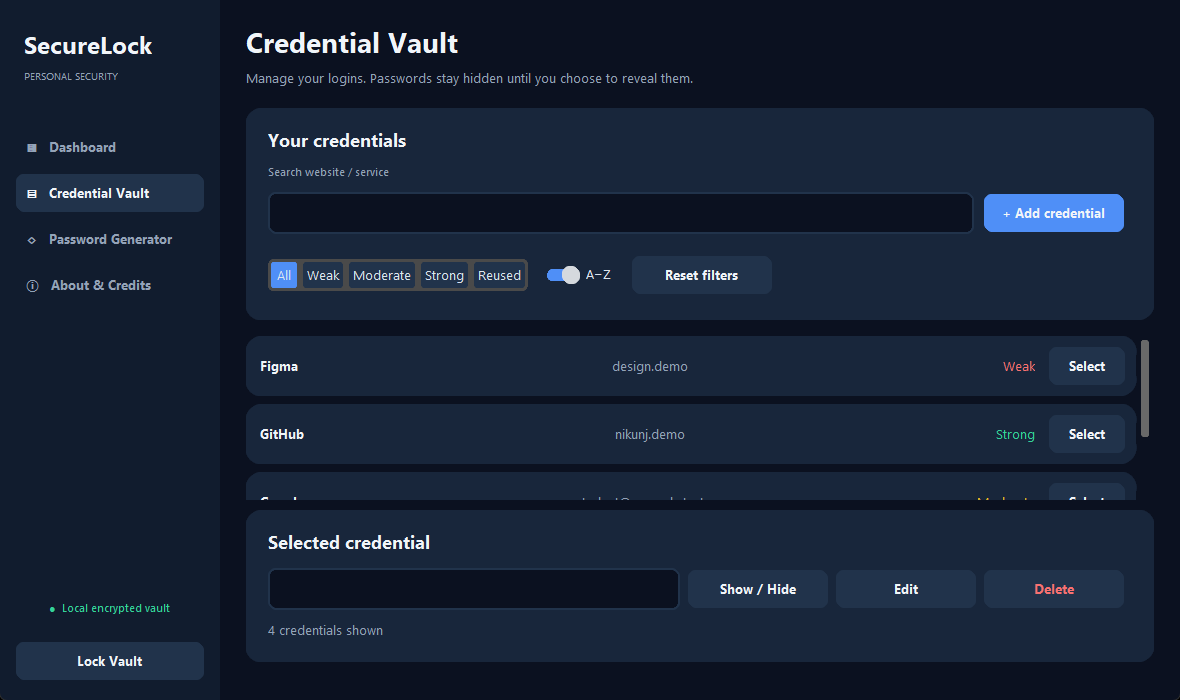 SecureLock
PERSONAL SECURITY
Dashboard
Credential Vault
Password Generator
About & Credits
Local encrypted vault
Lock Vault
Credential Vault
Manage your logins. Passwords stay hidden until you choose to reveal them.
Your credentials
Search website / service
+ Add credential
All Weak Moderate Strong Reused A–Z Reset filters
Figma design.demo Weak Select
GitHub nikunj.demo Strong Select
Selected credential
Show / Hide Edit Delete
4 credentials shown